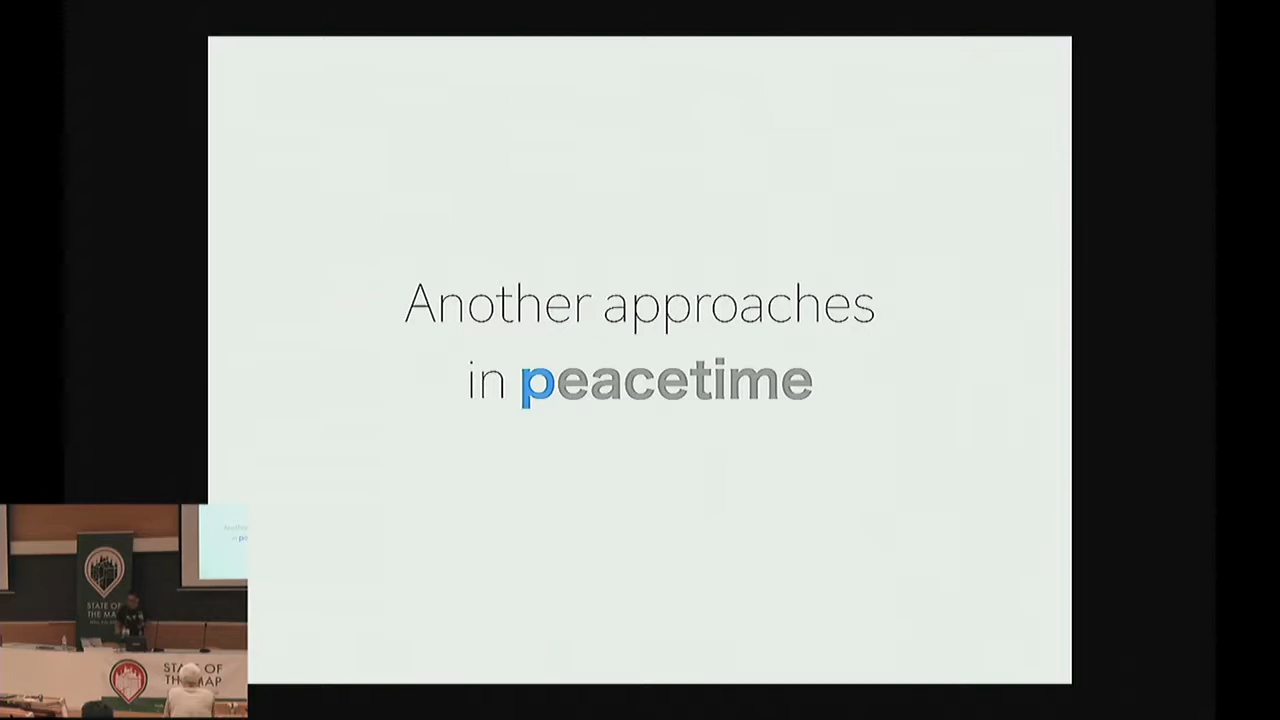 Another approaches
in peacetime
STATE OF
THE MAP
STATE OF
THE MAP